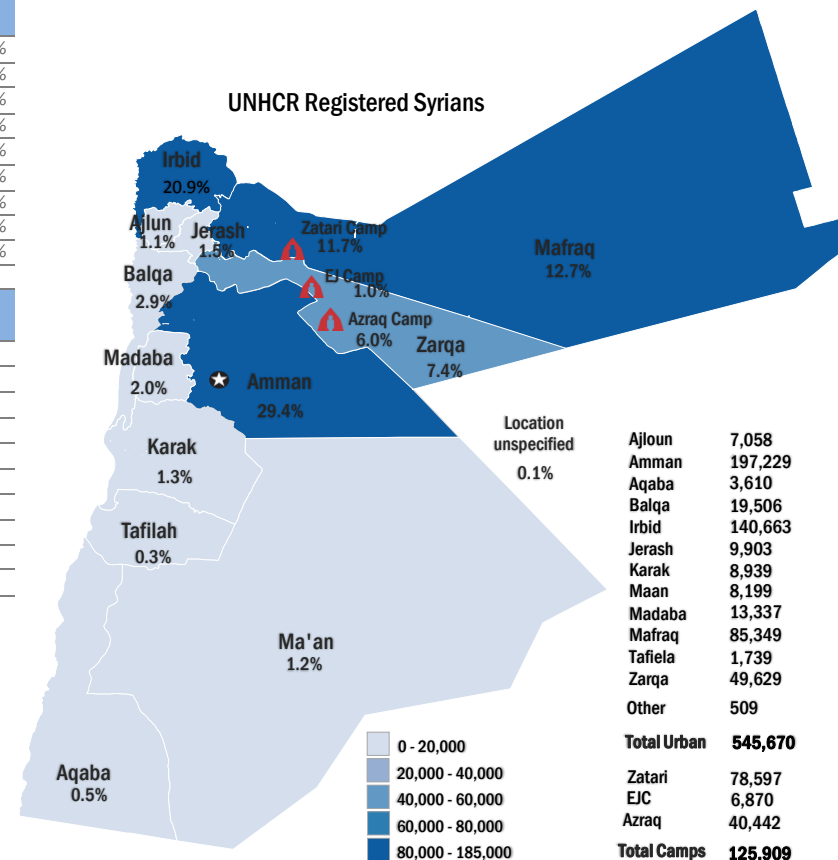 %
%
%
%
%
%
%
%
%
UNHCR Registered Syrians
Irbid
20.9%
Ajlun
1.1%
Jerash
1.5%
Zatari Camp
11.7%
Mafraq
12.7%
Balqa
2.9%
EJ Camp
1.0%
Azraq Camp
6.0%
Zarqa
7.4%
Madaba
2.0%
Amman
29.4%
Karak
1.3%
Location
unspecified
0.1%
Tafilah
0.3%
Ma'an
1.2%
Aqaba
0.5%
0 - 20,000
20,000 - 40,000
40,000 - 60,000
60,000 - 80,000
80,000 - 185,000
Ajloun 7,058
Amman 197,229
Aqaba 3,610
Balqa 19,506
Irbid 140,663
Jerash 9,903
Karak 8,939
Maan 8,199
Madaba 13,337
Mafraq 85,349
Tafiela 1,739
Zarqa 49,629
Other 509
Total Urban 545,670
Zatari 78,597
EJC 6,870
Azraq 40,442
Total Camps 125,909